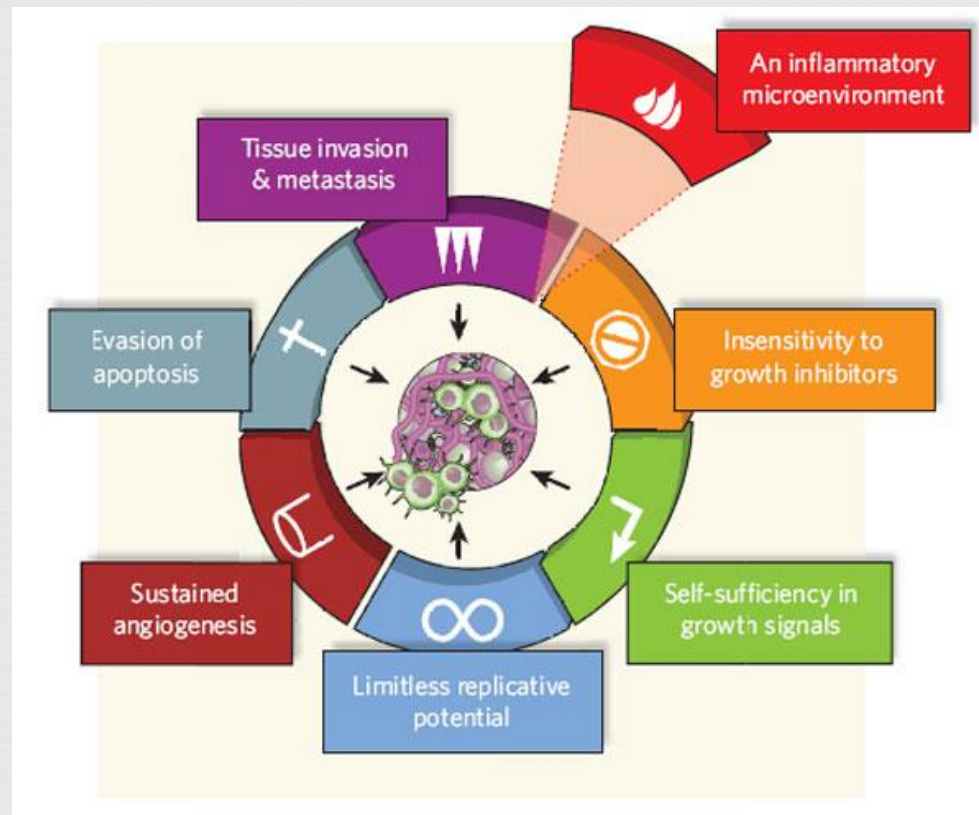 An inflammatory
microenvironment
Tissue invasion
& metastasis
Evasion of
apoptosis
Insensitivity to
growth inhibitors
Sustained
angiogenesis
Self-sufficiency in
growth signals
Limitless replicative
potential